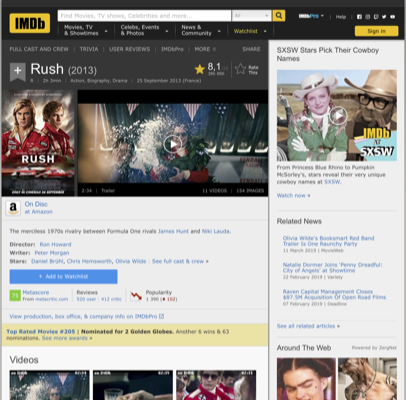 IMDb
Find Movies, TV shows, Celebrities and more...
All
IMDbPro
Help
Movies, TV & Showtimes
Celebs, Events & Photos
News & Community
Watchlist
Sign in
FULL CAST AND CREW | TRIVIA | USER REVIEWS | IMDbPro | MORE
SHARE
Rush (2013)
8,1
Rate This
2h 3min | Action, Biography, Drama | 25 September 2013 (France)
RUSH
2:34 | Trailer
11 VIDEOS | 154 IMAGES
On Disc
at Amazon
The merciless 1970s rivalry between Formula One rivals James Hunt and Niki Lauda.
Director: Ron Howard
Writer: Peter Morgan
Stars: Daniel Brühl, Chris Hemsworth, Olivia Wilde | See full cast & crew »
+ Add to Watchlist
Metascore
From metacritic.com
Reviews
520 user | 412 critic
Popularity
View production, box office, & company info on IMDbPro
Top Rated Movies #205 | Nominated for 2 Golden Globes. Another 6 wins & 63
nominations. See more awards »
Videos
SXSW Stars Pick Their Cowboy
Names
IMDb
at
SXSW
From Princess Blue Rhino to Pumpkin
McSorley's, stars reveal their very unique
cowboy names at SXSW.
Watch now »
Related News
Olivia Wilde's Booksmart Red Band
Trailer Is One Raunchy Party
11 March 2019 | MovieWeb
Natalie Dormer Joins 'Penny Dreadful:
City of Angels' at Showtime
22 February 2019 | Variety
Raven Capital Management Closes
$87.5M Acquisition Of Open Road Films
07 February 2019 | Deadline
See all related articles »
Around The Web
Powered by ZergNet